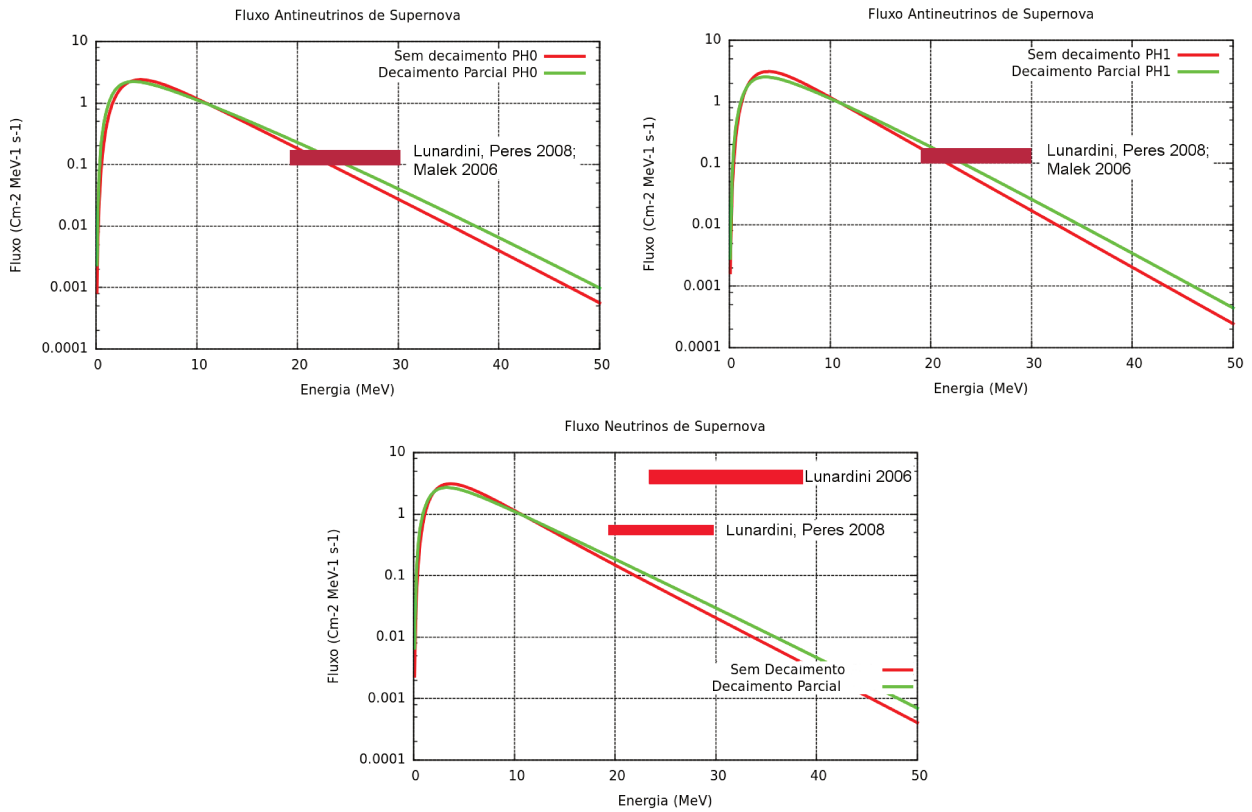 Fluxo Antineutrinos de Supernova
Sem decaimento PH0
Decaimento Parcial PH0
Lunardini, Peres 2008;
Malek 2006
Fluxo (Cm-2 MeV-1 s-1)
10
1
0.1
0.01
0.001
0.0001
0 10 20 30 40 50
Energia (MeV)
Fluxo Antineutrinos de Supernova
Sem decaimento PH1
Decaimento Parcial PH1
Lunardini, Peres 2008;
Malek 2006
Fluxo (Cm-2 MeV-1 s-1)
10
1
0.1
0.01
0.001
0.0001
0 10 20 30 40 50
Energia (MeV)
Fluxo Neutrinos de Supernova
Lunardini 2006
Lunardini, Peres 2008
Sem Decaimento
Decaimento Parcial
Fluxo (Cm-2 MeV-1 s-1)
10
1
0.1
0.01
0.001
0.0001
0 10 20 30 40 50
Energia (MeV)